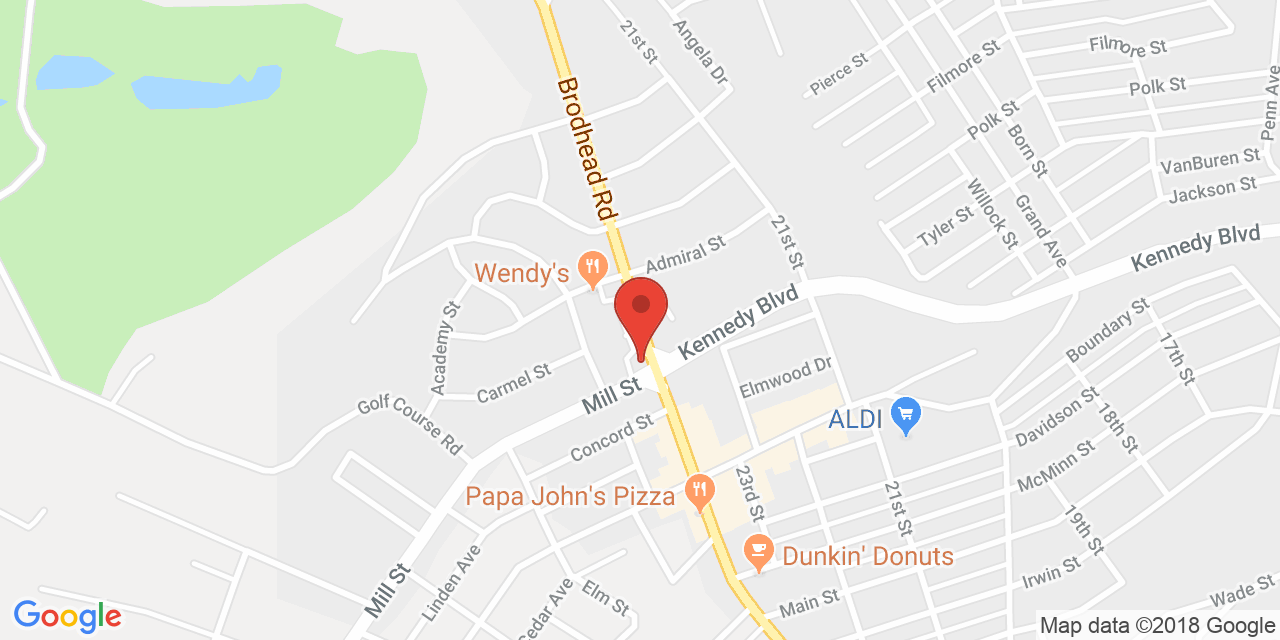 21st St
Angela Dr
Pierce St
Filmore St
Filmore St
Polk St
Penn Ave
Brodhead Rd
Polk St
Born St
VanBuren St
Jackson St
Willock St
Grand Ave
Tyler St
21st St
Kennedy Blvd
Admiral St
Wendy's
Kennedy Blvd
Academy St
Boundary St
17th St
Carmel St
Elmwood Dr
Mill St
Golf Course Rd
ALDI
Davidson St
18th St
Concord St
McMinn St
Papa John's Pizza
23rd St
21st St
19th St
Dunkin' Donuts
Irwin St
Mill St
Linden Ave
Cedar Ave
Elm St
Main St
Wade St
Google
Map data ©2018 Google